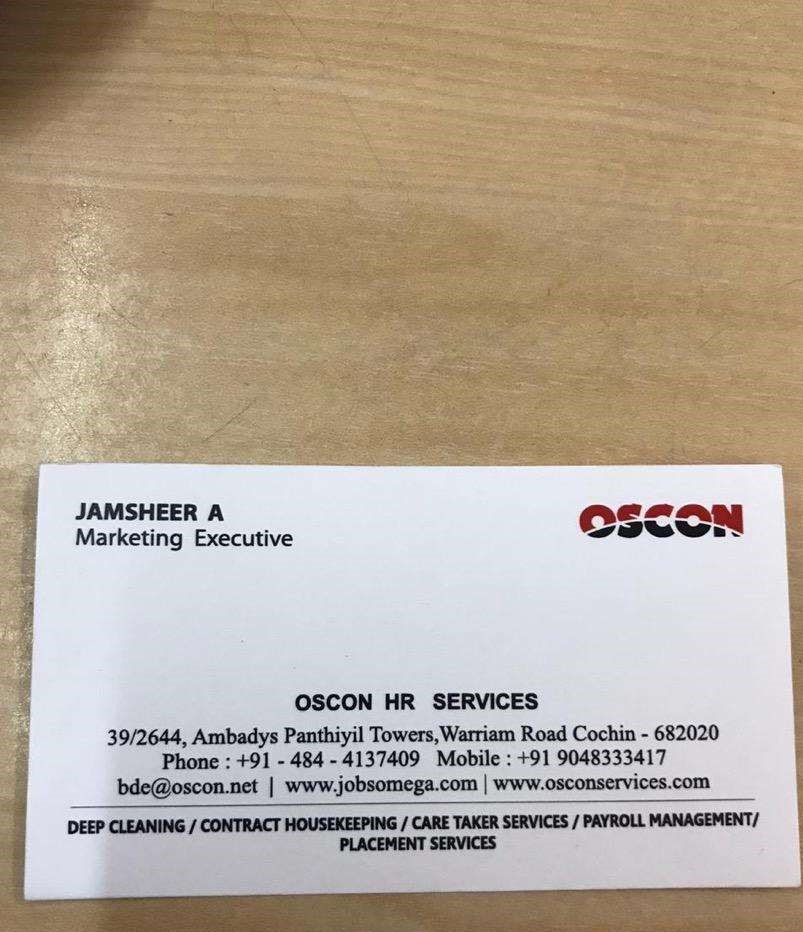 JAMSHEER A
OSCON
Marketing Executive
OSCON HR SERVICES
39/2644, Ambadys Panthiyil Towers,Warriam Road Cochin - 682020
Phone : +91 - 484 - 4137409 Mobile : +91 9048333417
bde@oscon.net | www.jobsomega.com | www.osconservices.com
DEEP CLEANING / CONTRACT HOUSEKEEPING / CARE TAKER SERVICES / PAYROLL MANAGEMENT/
PLACEMENT SERVICES